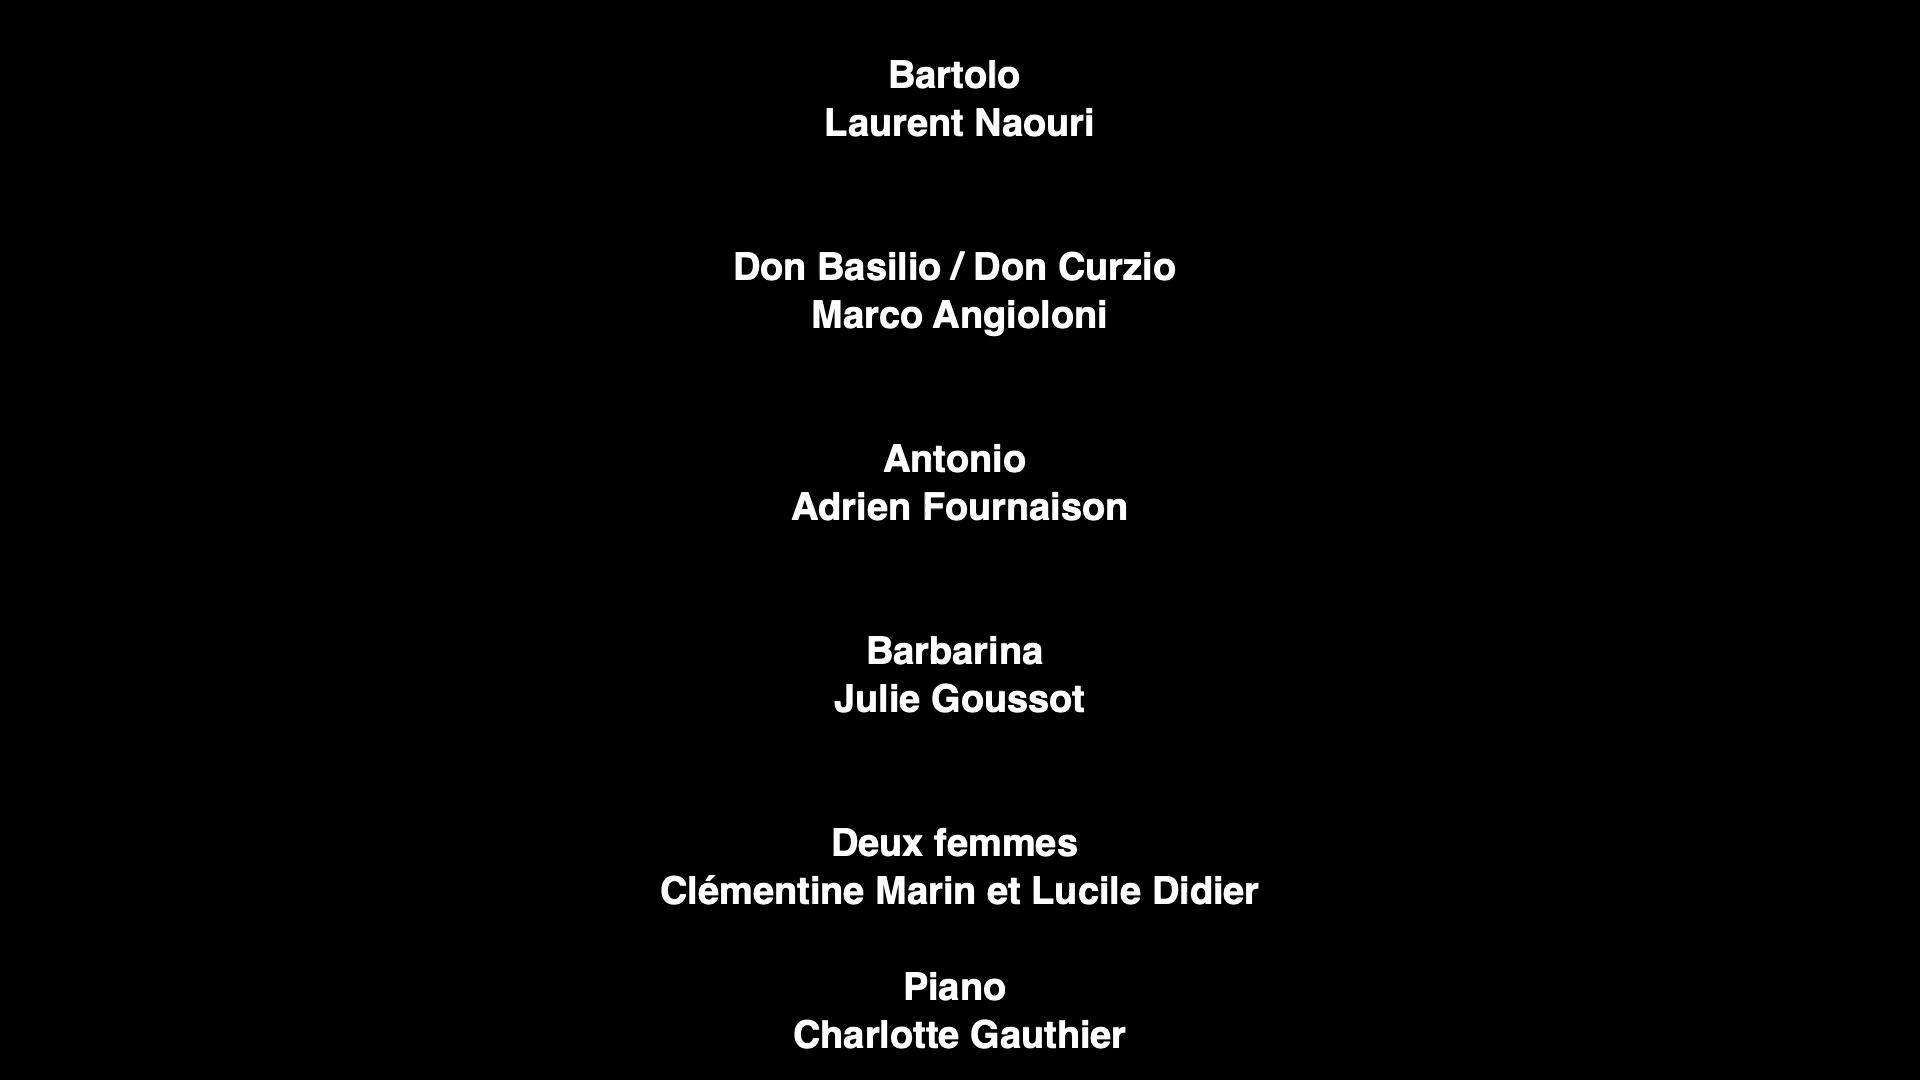 Bartolo
Laurent Naouri
Don Basilio / Don Curzio
Marco Angioloni
Antonio
Adrien Fournaison
Barbarina
Julie Goussot
Deux femmes
Clémentine Marin et Lucile Didier
Piano
Charlotte Gauthier